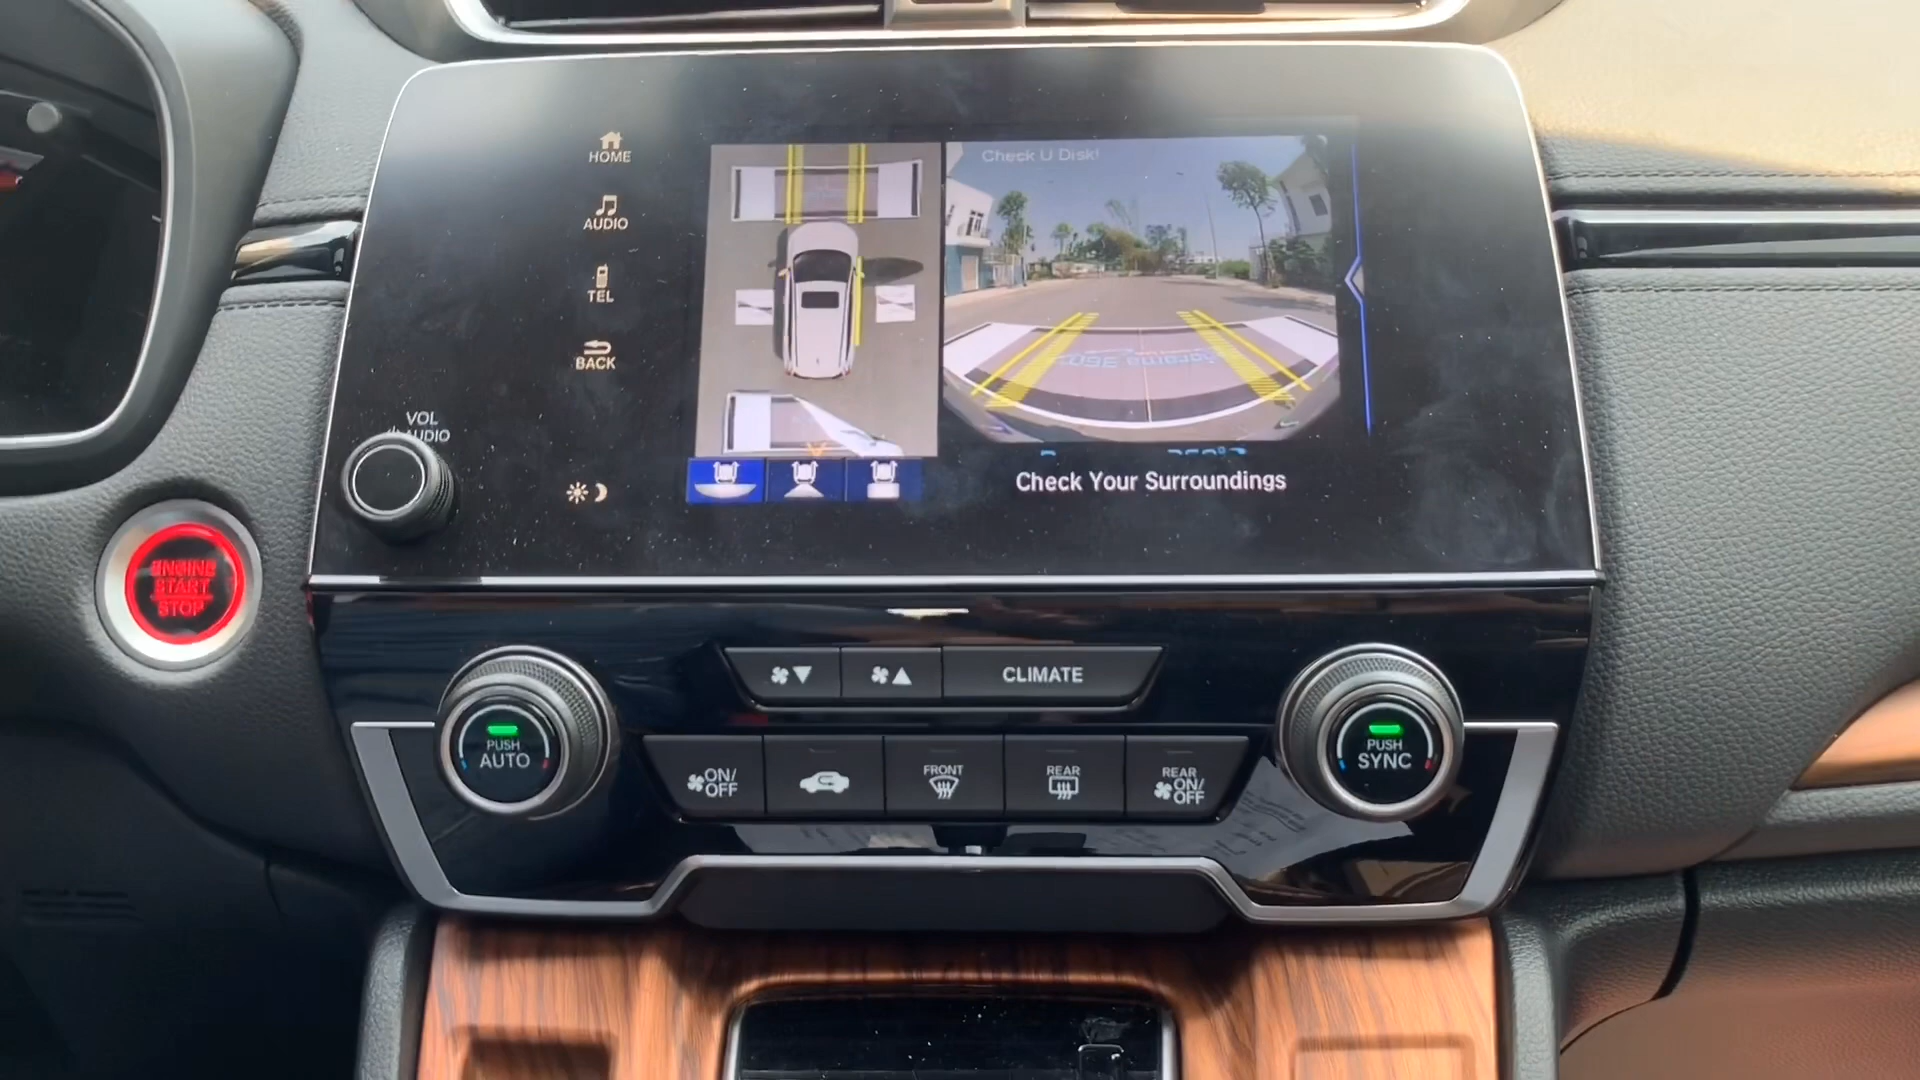 Check U Disk!
HOME
AUDIO
TEL
BACK
VOL
AUDIO
Check Your Surroundings
ENGINE
START
STOP
CLIMATE
PUSH
AUTO
PUSH
SYNC
ON/
OFF
FRONT
REAR
REAR
ON/
OFF